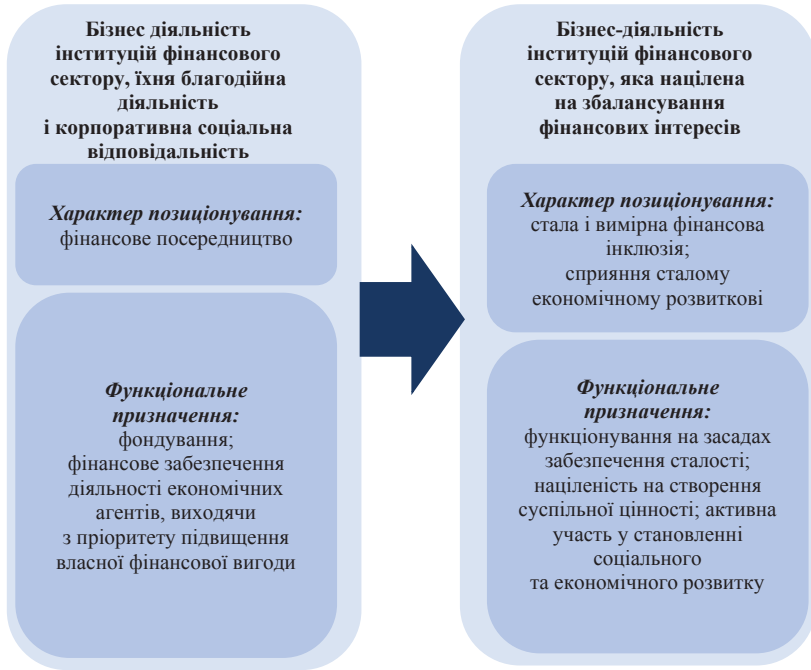 Бізнес діяльність
інституцій фінансового
сектору, їхня благодійна
діяльність
і корпоративна соціальна
відповідальність
Характер позиціонування:
фінансове посередництво
Функціональне
призначення:
фондування;
фінансове забезпечення
діяльності економічних
агентів, виходячи
з пріоритету підвищення
власної фінансової вигоди
Бізнес-діяльність
інституцій фінансового
сектору, яка націлена
на збалансування
фінансових інтересів
Характер позиціонування:
стала і вимірна фінансова
інклюзія;
сприяння сталому
економічному розвиткові
Функціональне
призначення:
функціонування на засадах
забезпечення сталості;
націленість на створення
суспільної цінності; активна
участь у становленні
соціального
та економічного розвитку